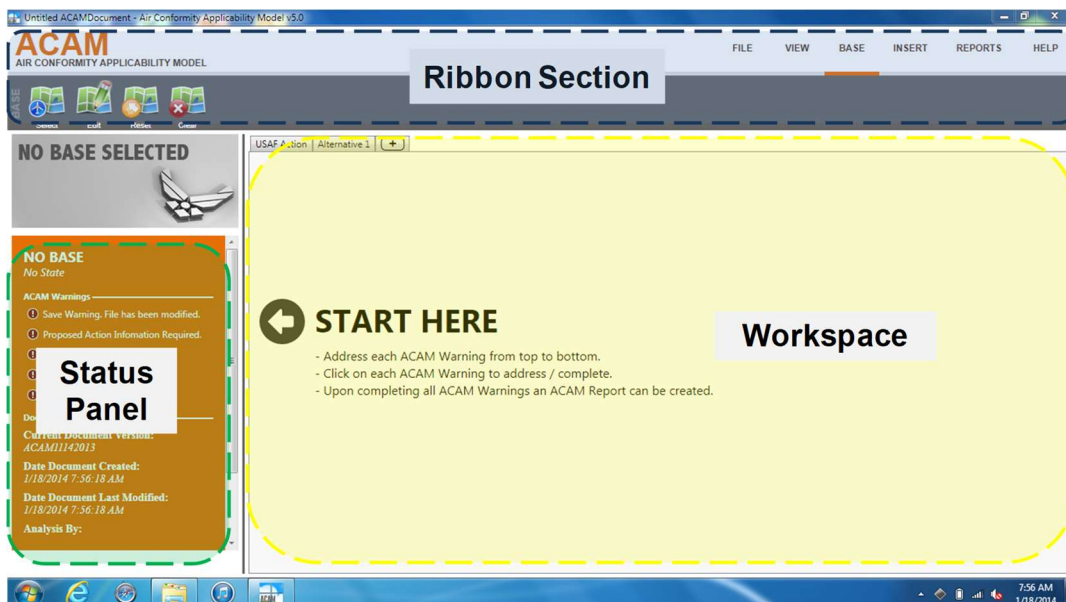 Untitled ACAMDocument - Air Conformity Applicability Model v5.0
ACAM
AIR CONFORMITY APPLICABILITY MODEL
FILE VIEW BASE INSERT REPORTS HELP
Ribbon Section
BASE
Select Edit Reset Clear
NO BASE SELECTED
USAF Action Alternative 1 +
NO BASE
No State
ACAM Warnings
Save Warning. File has been modified.
Proposed Action Infomation Required.
Status
Panel
Current Document Version:
ACAM11142013
Date Document Created:
1/18/2014 7:56:18 AM
Date Document Last Modified:
1/18/2014 7:56:18 AM
Analysis By:
START HERE
- Address each ACAM Warning from top to bottom.
- Click on each ACAM Warning to address / complete.
- Upon completing all ACAM Warnings an ACAM Report can be created.
Workspace
ACAM
7:56 AM
1/18/2014